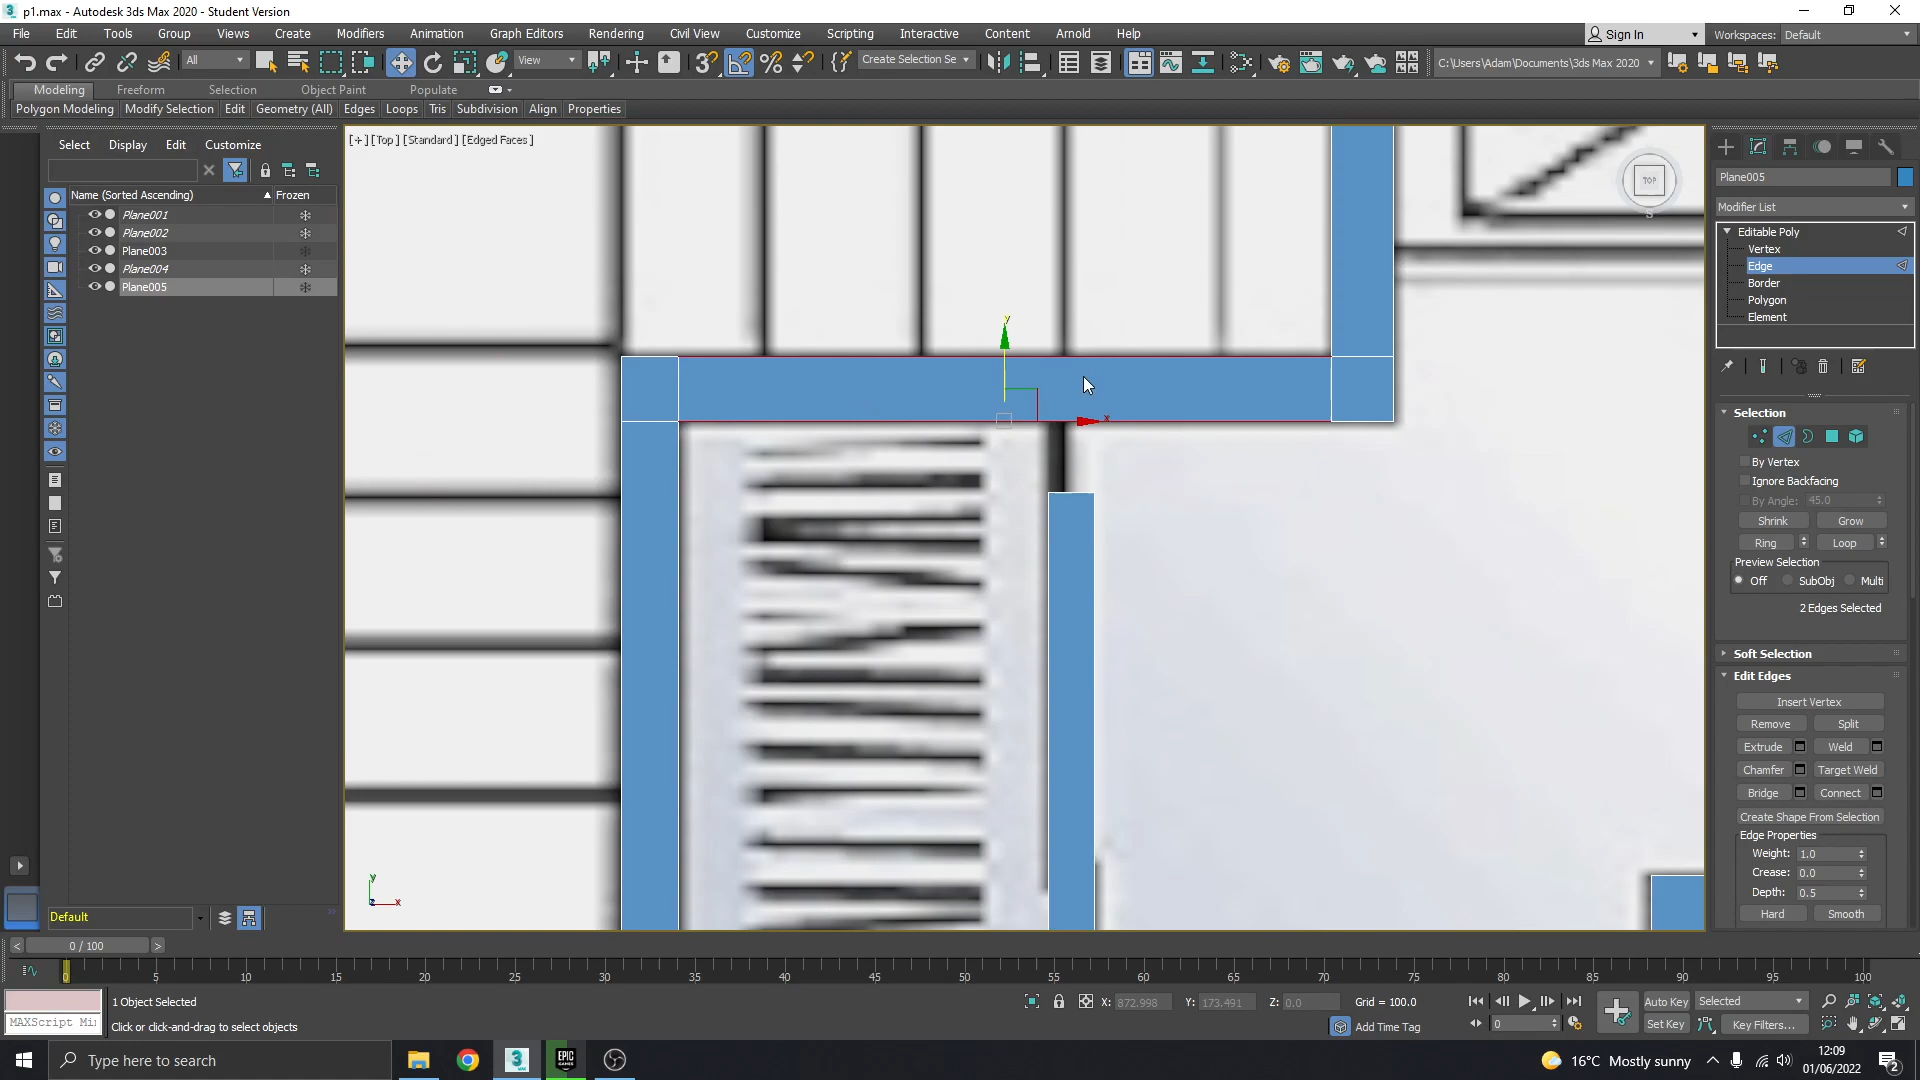 p1.max - Autodesk 3ds Max 2020 - Student Version
File Edit Tools Group Views Create Modifiers Animation Graph Editors Rendering Civil View Customize Scripting Interactive Content Arnold Help Sign In Workspaces: Default
All View Create Selection Se C:\Users\Adam\Documents\3ds Max 2020
Modeling Freeform Selection Object Paint Populate
Polygon Modeling Modify Selection Edit Geometry (All) Edges Loops Tris Subdivision Align Properties
Select Display Edit Customize
Name (Sorted Ascending) Frozen
Plane001
Plane002
Plane003
Plane004
Plane005
[+] [Top] [Standard] [Edged Faces]
y
x
TOP
S
y
z x
Plane005
Modifier List
Editable Poly
Vertex
Edge
Border
Polygon
Element
Selection
By Vertex
Ignore Backfacing
By Angle: 45.0
Shrink Grow
Ring Loop
Preview Selection
Off SubObj Multi
2 Edges Selected
Soft Selection
Edit Edges
Insert Vertex
Remove Split
Extrude Weld
Chamfer Target Weld
Bridge Connect
Create Shape From Selection
Edge Properties
Weight: 1.0
Crease: 0.0
Depth: 0.5
Hard Smooth
Default
0 / 100
0 5 10 15 20 25 30 35 40 45 50 55 60 65 70 75 80 85 90 95 100
MAXScript Mi
1 Object Selected
Click or click-and-drag to select objects
X: 872.998 Y: 173.491 Z: 0.0 Grid = 100.0
Add Time Tag
0
Auto Key Selected
Set Key Key Filters...
Type here to search
EPIC GAMES
16°C Mostly sunny
12:09
01/06/2022
2